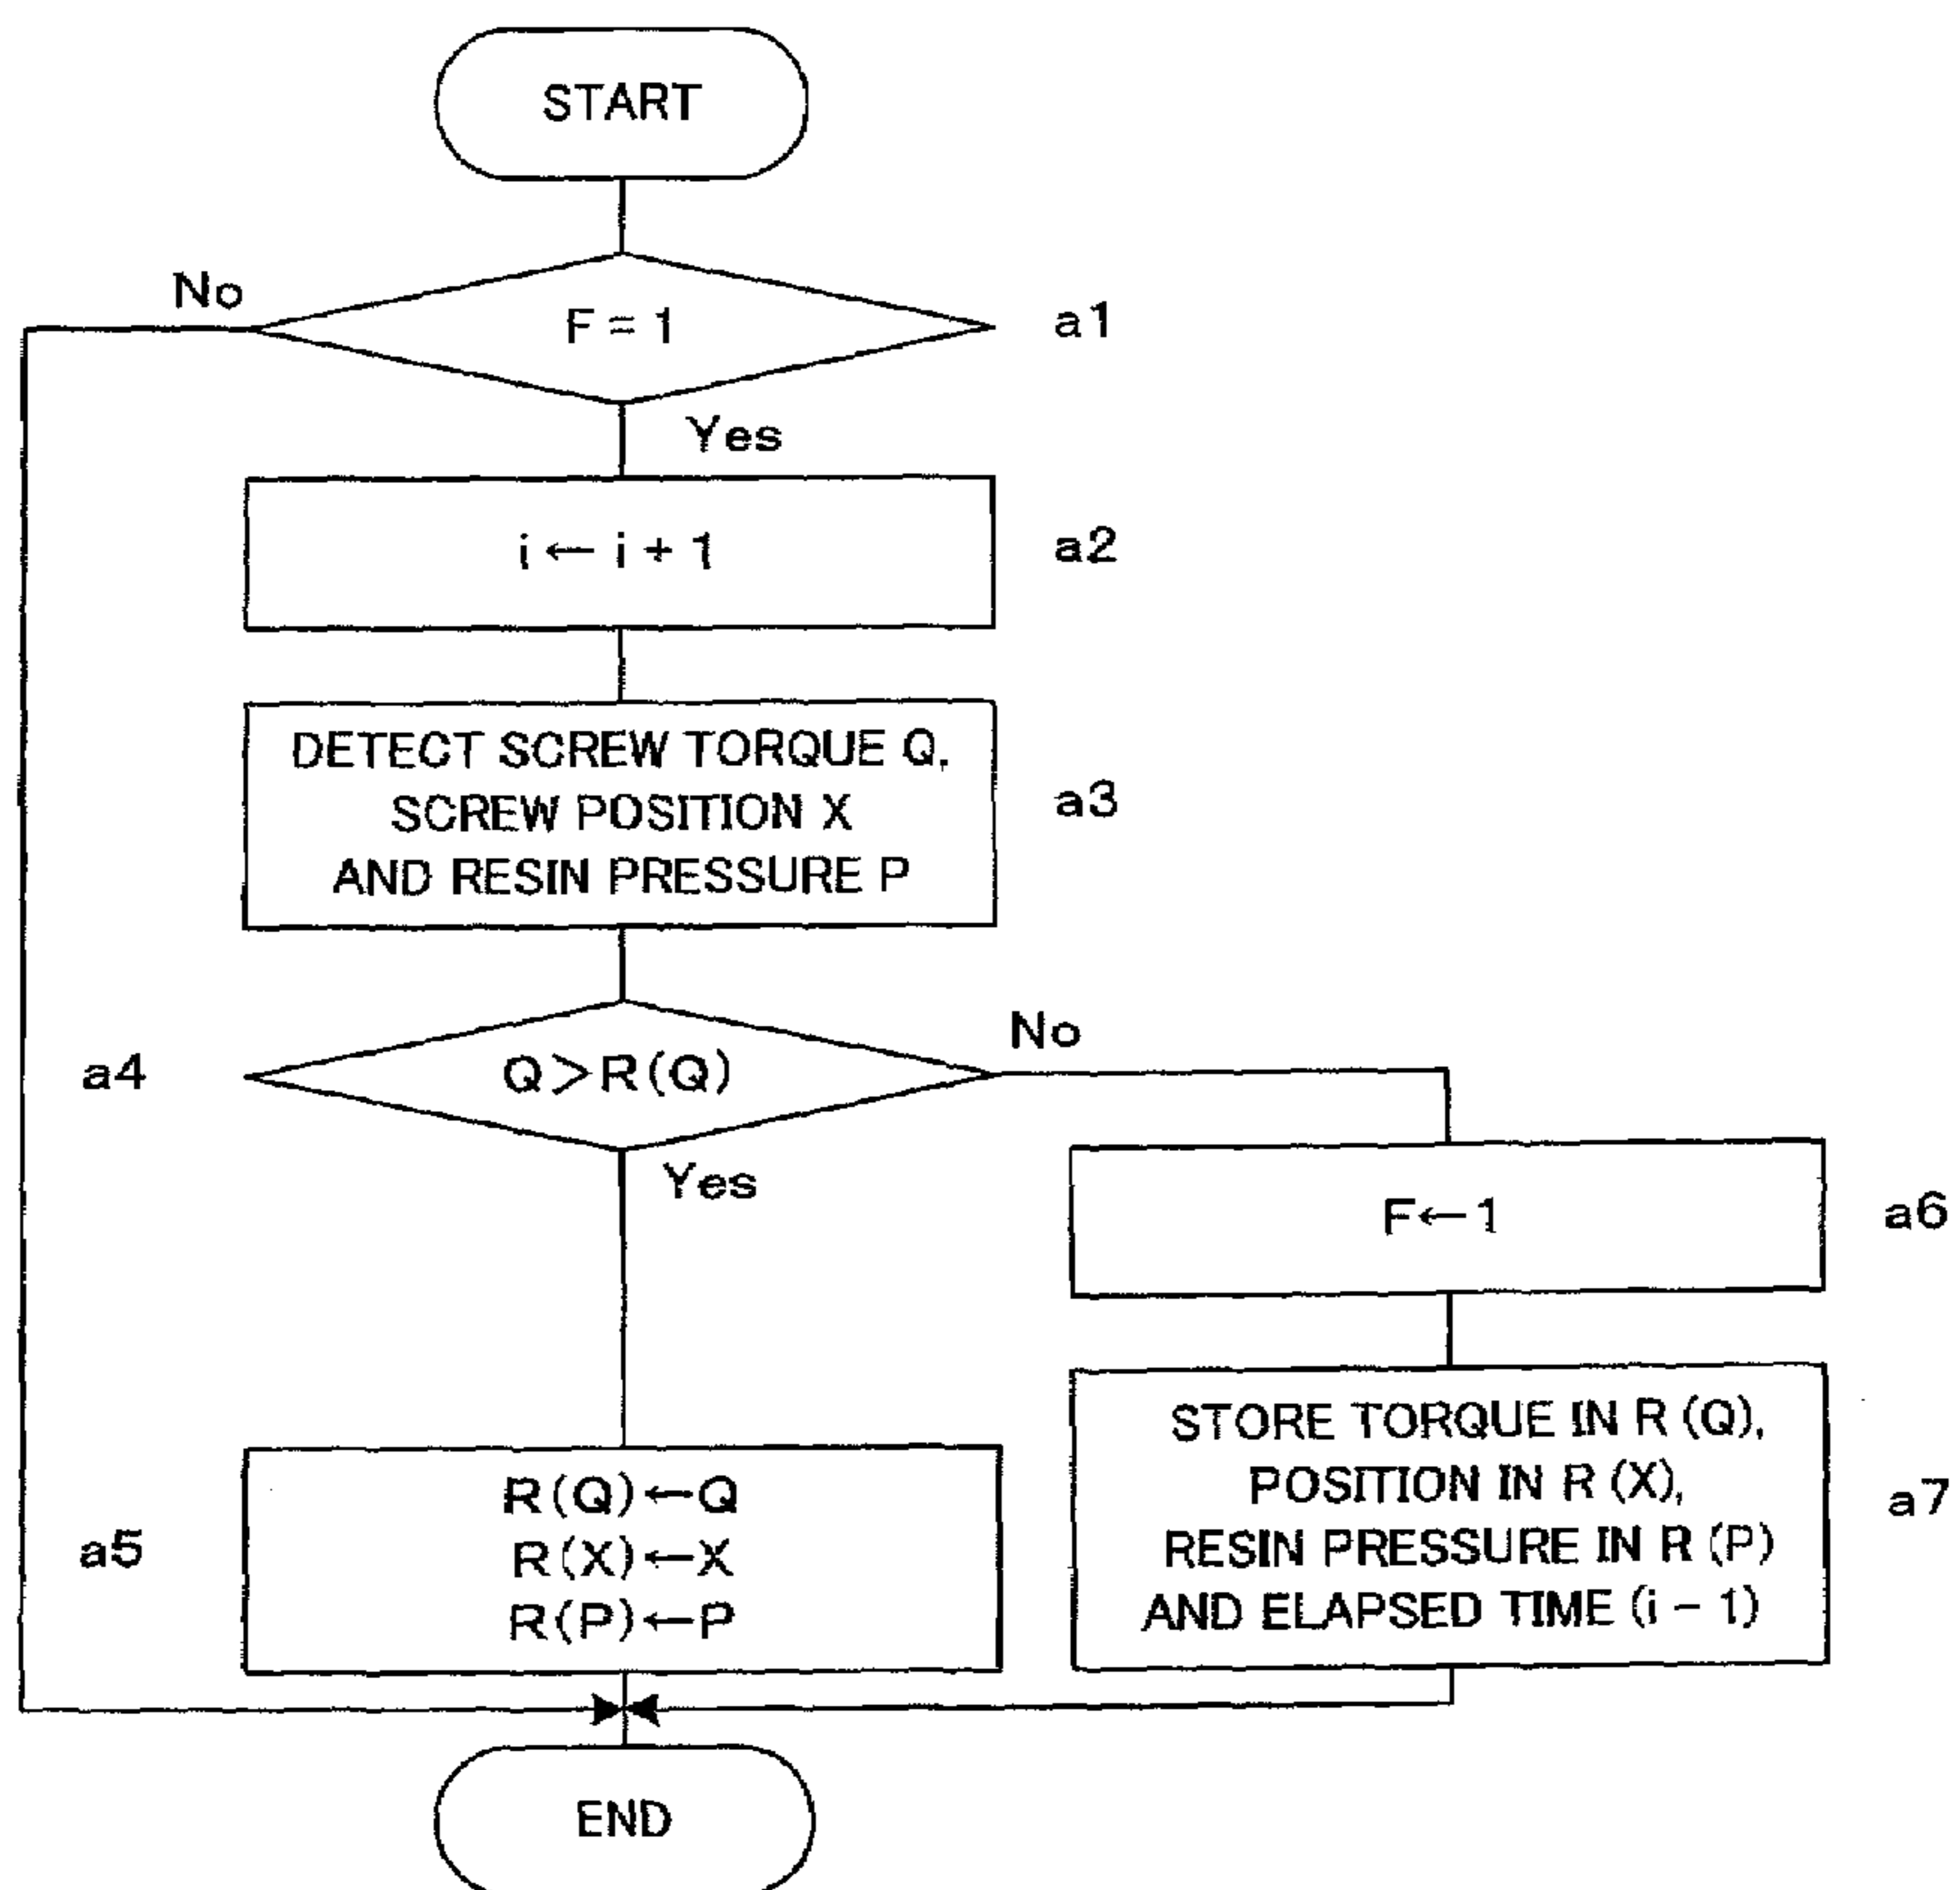 START
No
F = 1
a1
Yes
i ← i + 1
a2
DETECT SCREW TORQUE Q,
SCREW POSITION X
AND RESIN PRESSURE P
a3
a4
Q>R(Q)
No
Yes
F←1
a6
a5
R(Q)←Q
R(X)←X
R(P)←P
STORE TORQUE IN R (Q),
POSITION IN R (X),
RESIN PRESSURE IN R (P)
AND ELAPSED TIME (i − 1)
a7
END